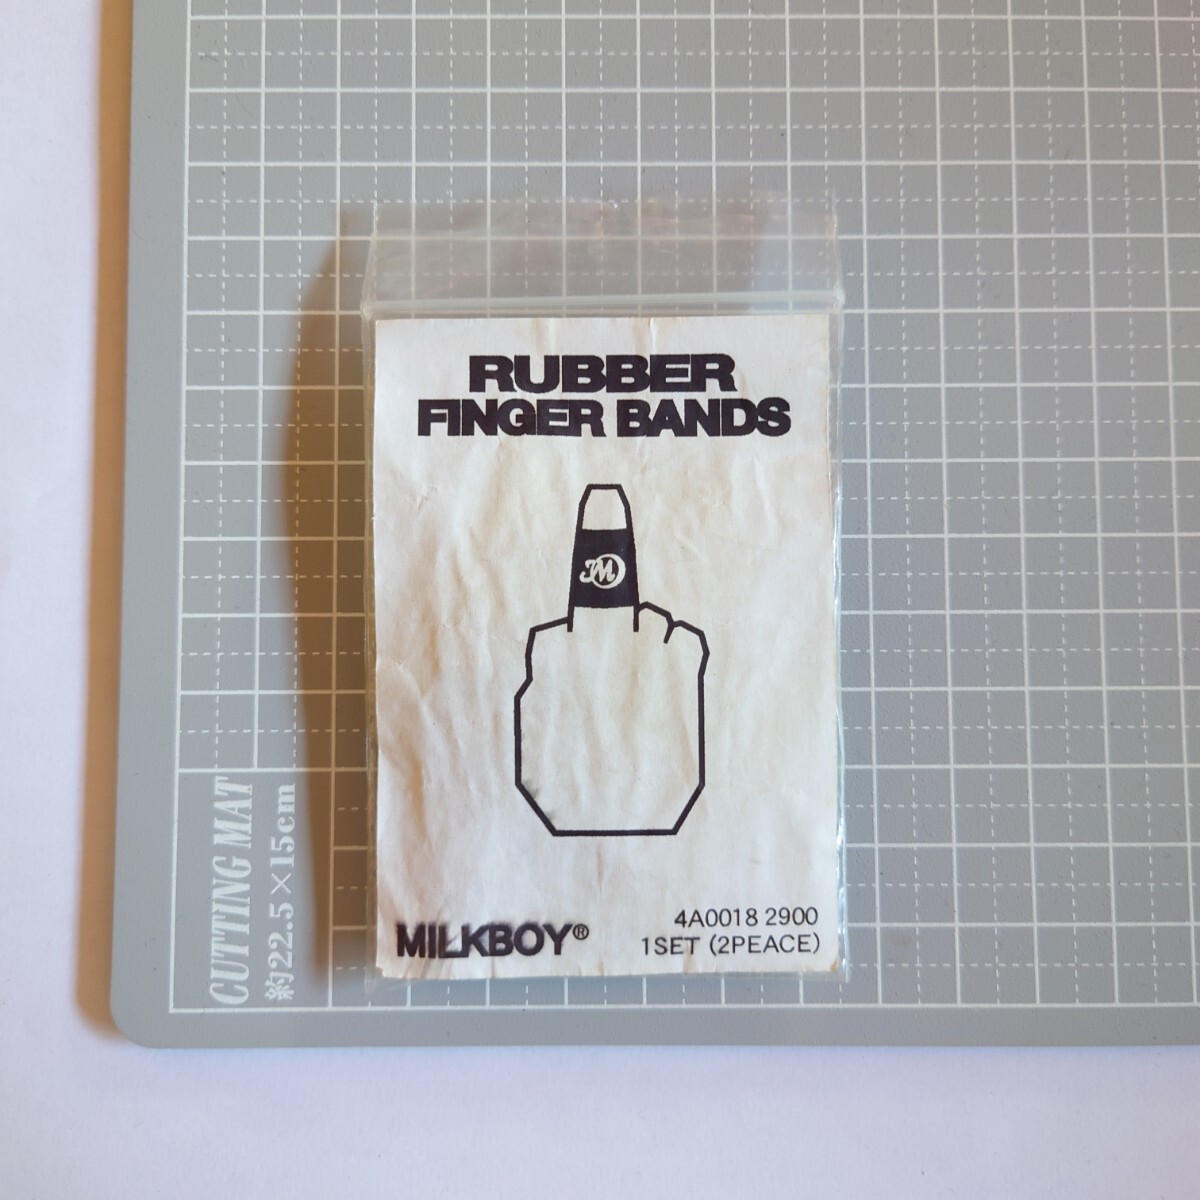 RUBBER
FINGER BANDS
JM
MILKBOY®
4A0018 2900
1SET (2PEACE)
CUTTING MAT
約22.5×15cm